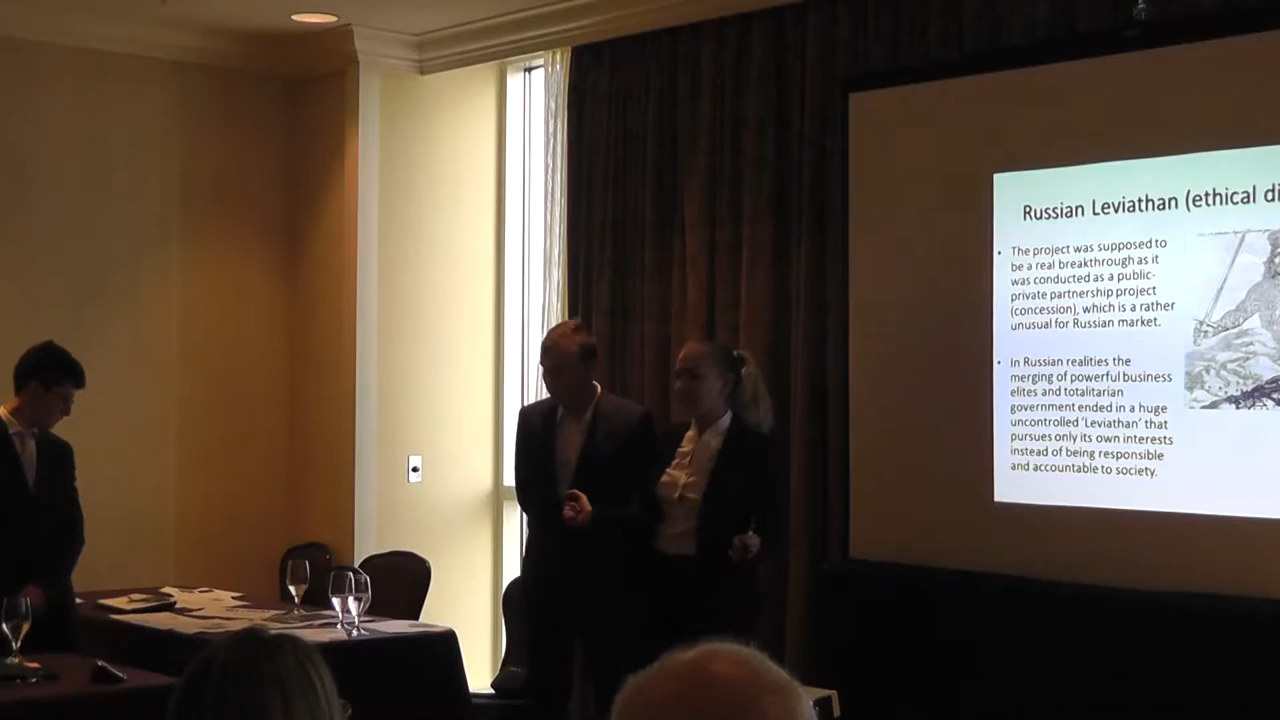 Russian Leviathan (ethical di
• The project was supposed to
be a real breakthrough as it
was conducted as a public-
private partnership project
(concession), which is a rather
unusual for Russian market.
• In Russian realities the
merging of powerful business
elites and totalitarian
government ended in a huge
uncontrolled 'Leviathan' that
pursues only its own interests
instead of being responsible
and accountable to society.